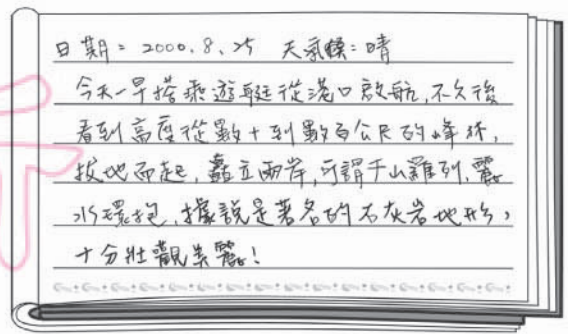 日期：2000.8.25 天氣候：晴
今天一早搭乘遊艇從港口啟航，不久後
看到高度從數十到數百公尺的峰林，
拔地而起，矗立兩岸，可謂千山羅列，麗
水環抱，據說是著名的石灰岩地形，
十分壯觀美麗！